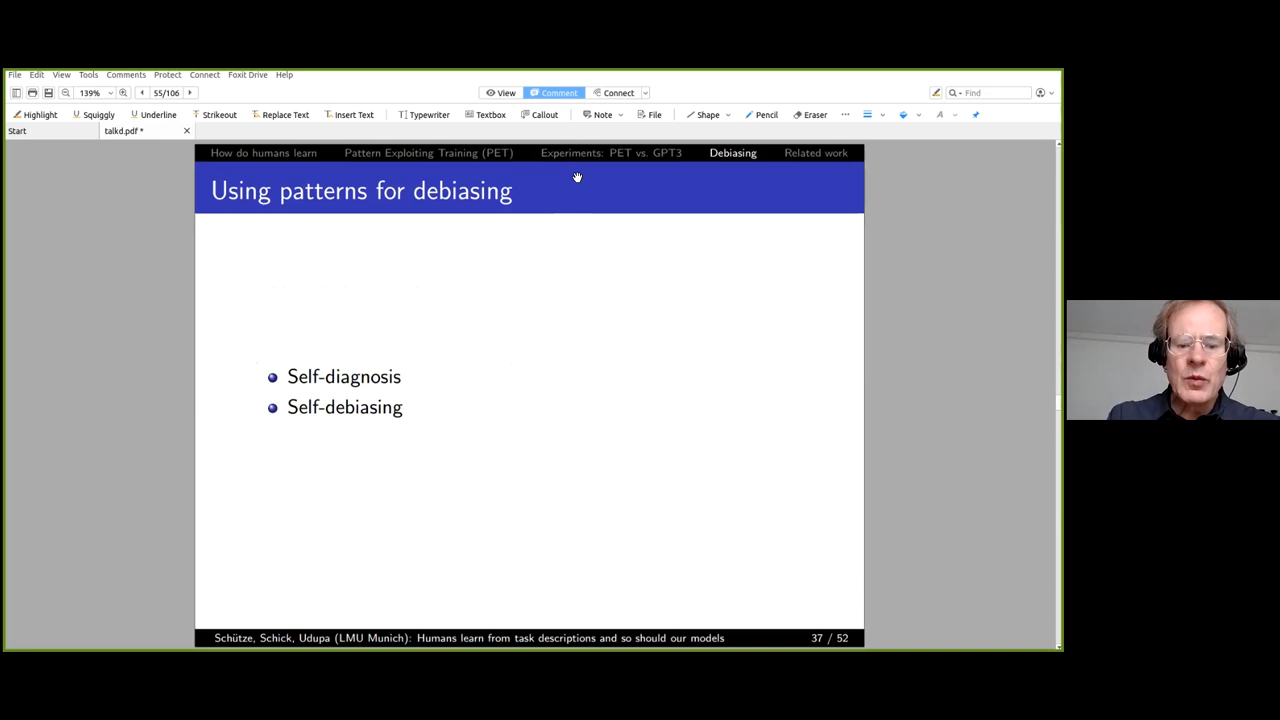 File Edit View Tools Comments Protect Connect Foxit Drive Help
139% 55/106 View Comment Connect Find
Highlight Squiggly Underline Strikeout Replace Text Insert Text Typewriter Textbox Callout Note File Shape Pencil Eraser
Start talkd.pdf *
How do humans learn Pattern Exploiting Training (PET) Experiments: PET vs. GPT3 Debiasing Related work
Using patterns for debiasing
Self-diagnosis
Self-debiasing
Schütze, Schick, Udupa (LMU Munich): Humans learn from task descriptions and so should our models 37 / 52